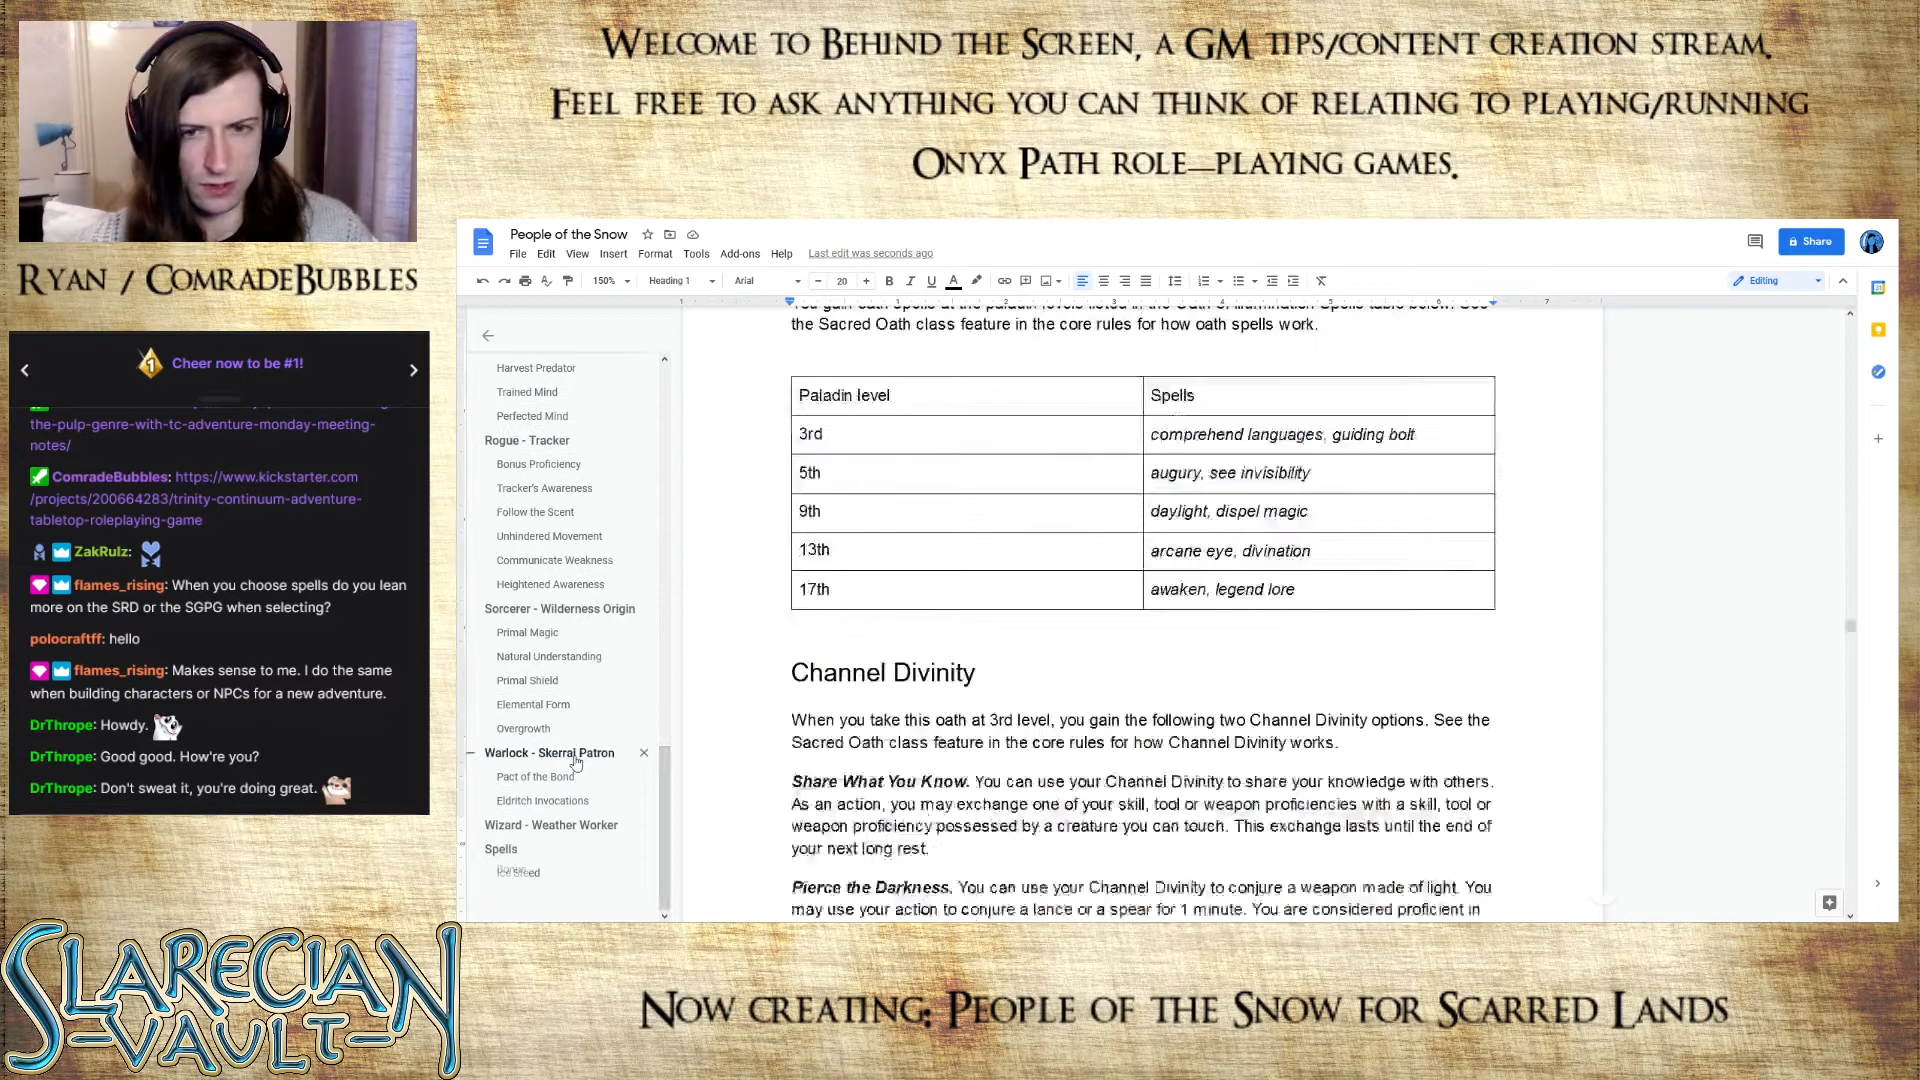 Welcome to Behind the Screen, a GM tips/content creation stream.
Feel free to ask anything you can think of relating to playing/running
Onyx Path role—playing games.
Ryan / ComradeBubbles
Cheer now to be #1!
the-pulp-genre-with-tc-adventure-monday-meeting-
notes/
ComradeBubbles: https://www.kickstarter.com
/projects/200664283/trinity-continuum-adventure-
tabletop-roleplaying-game
ZakRulz:
flames_rising: When you choose spells do you lean
more on the SRD or the SGPG when selecting?
polocraftff: hello
flames_rising: Makes sense to me. I do the same
when building characters or NPCs for a new adventure.
DrThrope: Howdy.
DrThrope: Good good. How're you?
DrThrope: Don't sweat it, you're doing great.
People of the Snow
File Edit View Insert Format Tools Add-ons Help Last edit was seconds ago
Share
150% Heading 1 Arial 20 Editing
1 1 2 3 4 5 6 7
Harvest Predator
Trained Mind
Perfected Mind
Rogue - Tracker
Bonus Proficiency
Tracker's Awareness
Follow the Scent
Unhindered Movement
Communicate Weakness
Heightened Awareness
Sorcerer - Wilderness Origin
Primal Magic
Natural Understanding
Primal Shield
Elemental Form
Overgrowth
Warlock - Skerrai Patron
Pact of the Bond
Eldritch Invocations
Wizard - Weather Worker
Spells
the Sacred Oath class feature in the core rules for how oath spells work.
Paladin level Spells
3rd comprehend languages, guiding bolt
5th augury, see invisibility
9th daylight, dispel magic
13th arcane eye, divination
17th awaken, legend lore
Channel Divinity
When you take this oath at 3rd level, you gain the following two Channel Divinity options. See the
Sacred Oath class feature in the core rules for how Channel Divinity works.
Share What You Know. You can use your Channel Divinity to share your knowledge with others.
As an action, you may exchange one of your skill, tool or weapon proficiencies with a skill, tool or
weapon proficiency possessed by a creature you can touch. This exchange lasts until the end of
your next long rest.
Pierce the Darkness. You can use your Channel Divinity to conjure a weapon made of light. You
may use your action to conjure a lance or a spear for 1 minute. You are considered proficient in
Slarecian
Vault
Now creating: People of the Snow for Scarred Lands